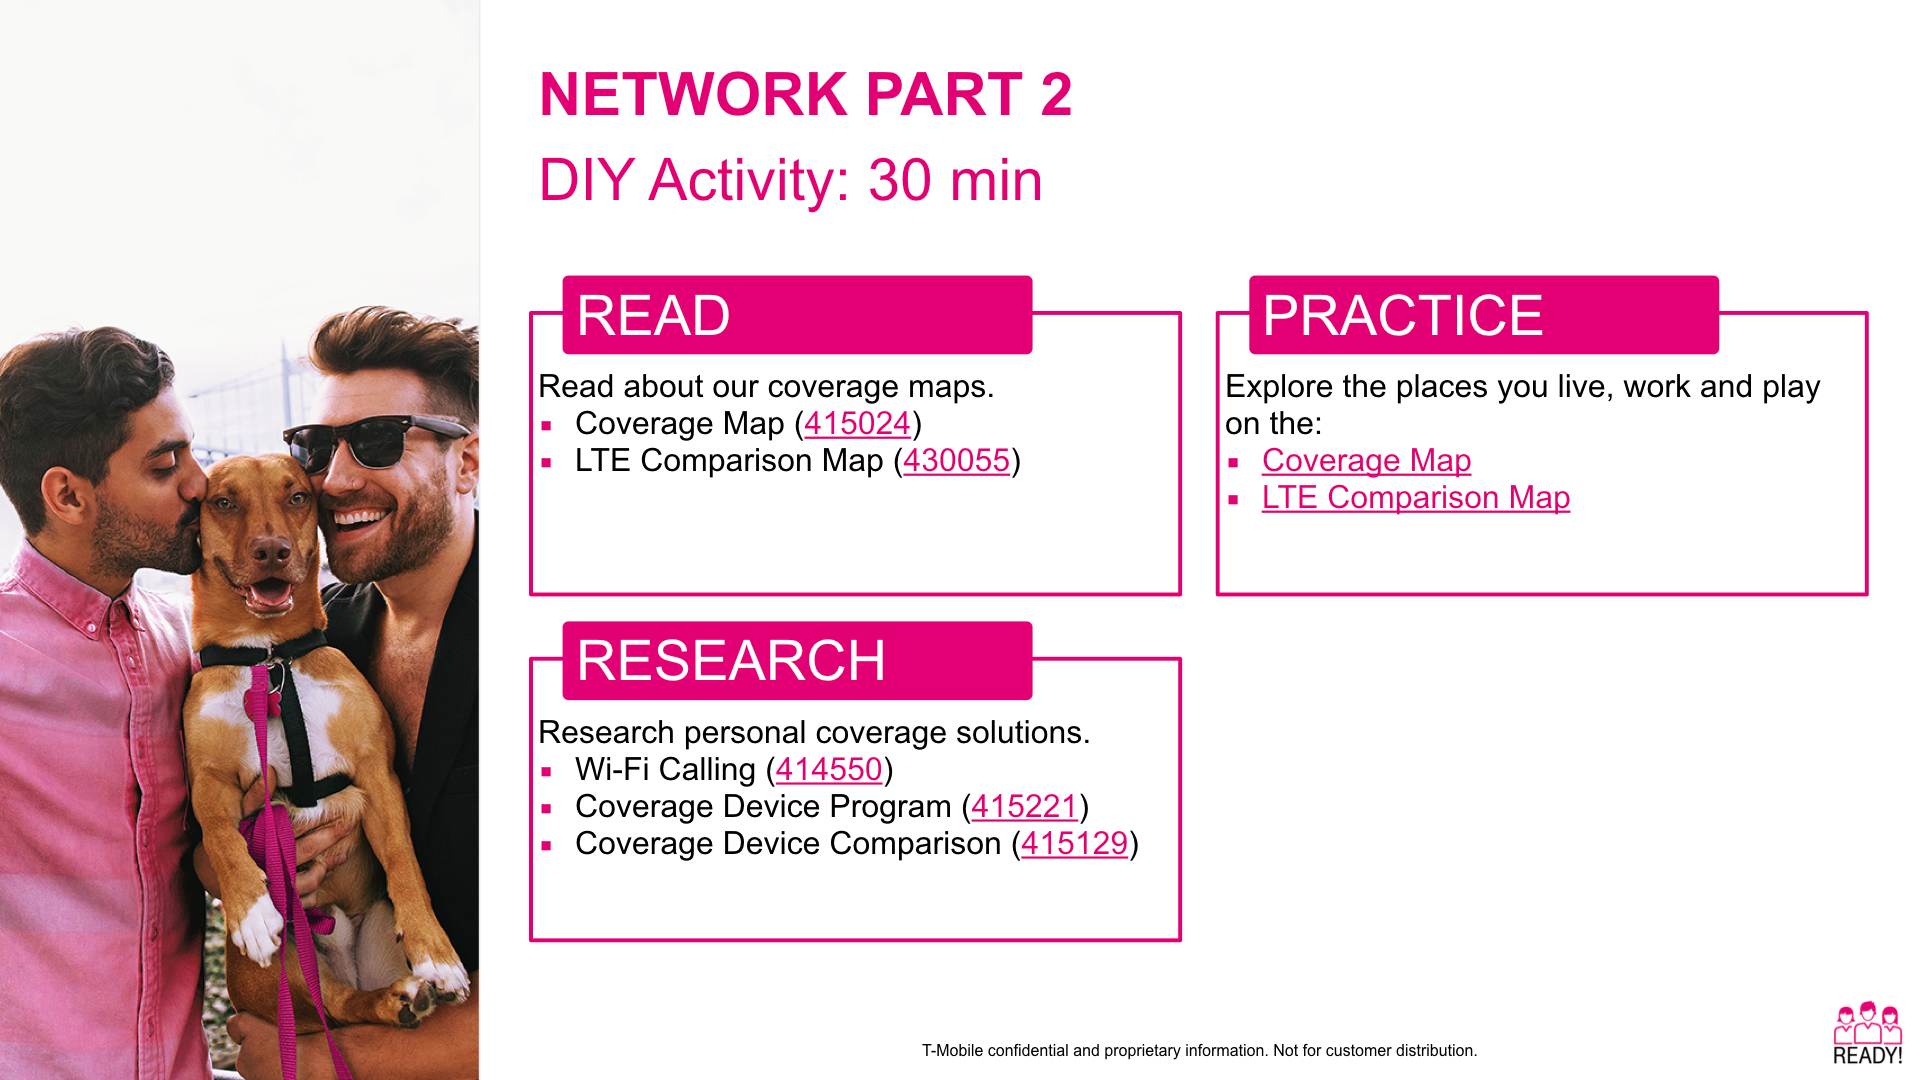 NETWORK PART 2
DIY Activity: 30 min
READ
Read about our coverage maps.
▪ Coverage Map (415024)
▪ LTE Comparison Map (430055)
PRACTICE
Explore the places you live, work and play
on the:
▪ Coverage Map
▪ LTE Comparison Map
RESEARCH
Research personal coverage solutions.
▪ Wi-Fi Calling (414550)
▪ Coverage Device Program (415221)
▪ Coverage Device Comparison (415129)
T-Mobile confidential and proprietary information. Not for customer distribution.
READY!